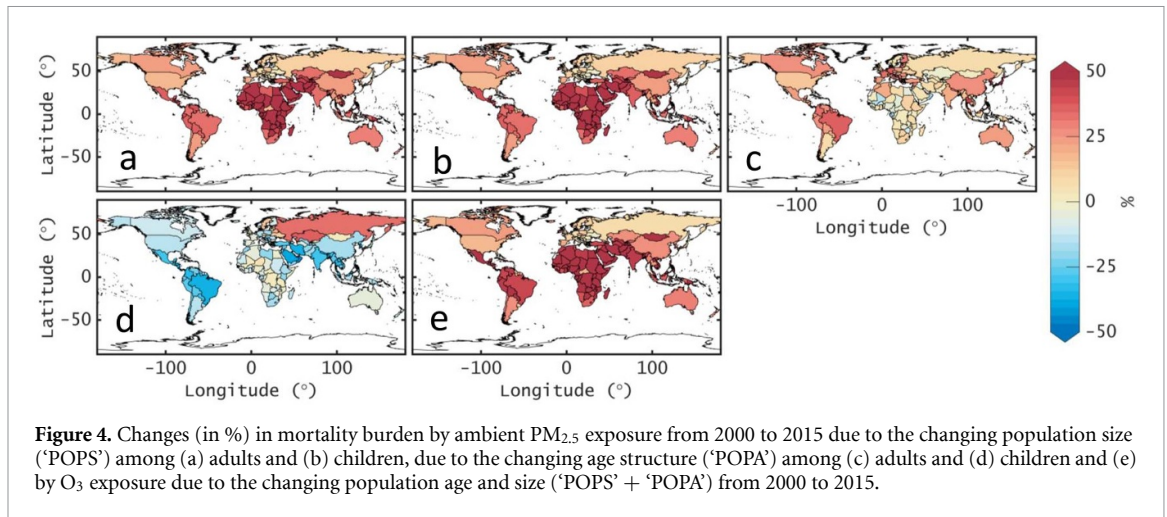 50
0
−50
Latitude (°)
a
b
c
50
25
0
−25
−50
%
50
0
−50
Latitude (°)
d
e
−100
0
100
Longitude (°)
−100
0
100
Longitude (°)
−100
0
100
Longitude (°)
Figure 4. Changes (in %) in mortality burden by ambient PM2.5 exposure from 2000 to 2015 due to the changing population size
(‘POPS’) among (a) adults and (b) children, due to the changing age structure (‘POPA’) among (c) adults and (d) children and (e)
by O3 exposure due to the changing population age and size (‘POPS’ + ‘POPA’) from 2000 to 2015.